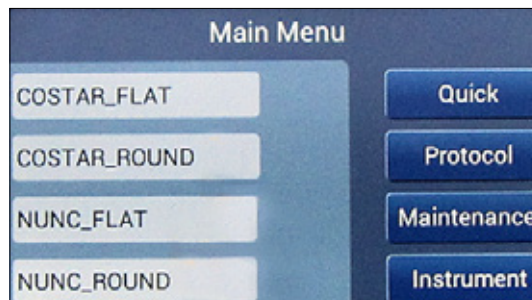 Main Menu
COSTAR_FLAT
Quick
COSTAR_ROUND
Protocol
NUNC_FLAT
Maintenance
NUNC_ROUND
Instrument